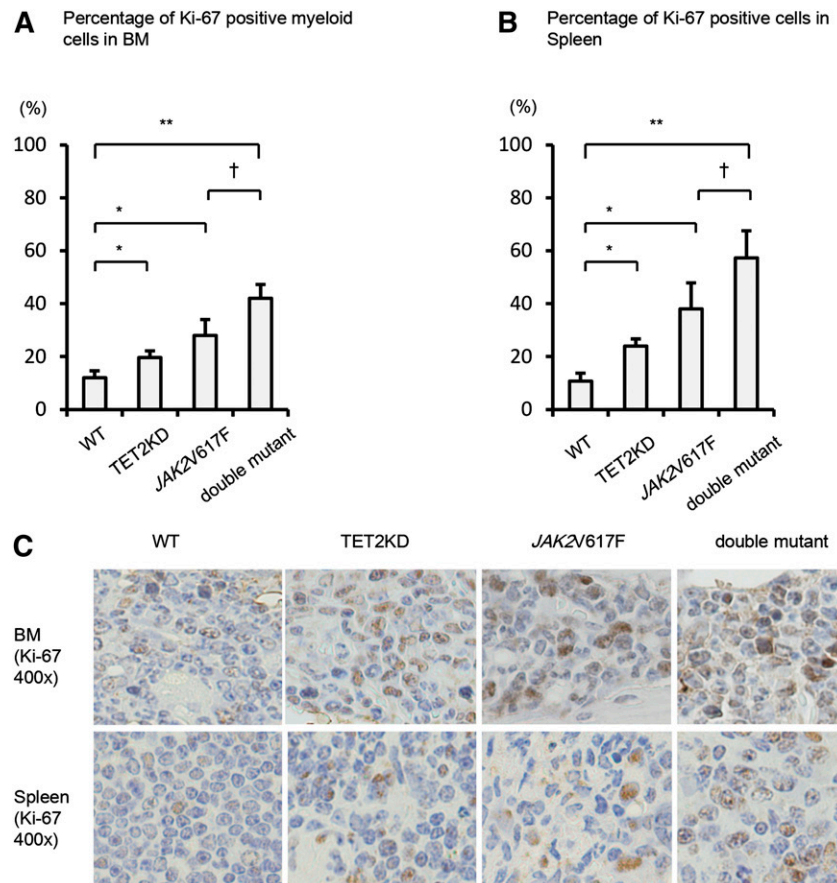 A
Percentage of Ki-67 positive myeloid
cells in BM
(%)
**
†
*
*
100
80
60
40
20
0
WT
TET2KD
JAK2V617F
double mutant
B
Percentage of Ki-67 positive cells in
Spleen
(%)
**
†
*
*
100
80
60
40
20
0
WT
TET2KD
JAK2V617F
double mutant
C
WT
TET2KD
JAK2V617F
double mutant
BM
(Ki-67
400x)
Spleen
(Ki-67
400x)